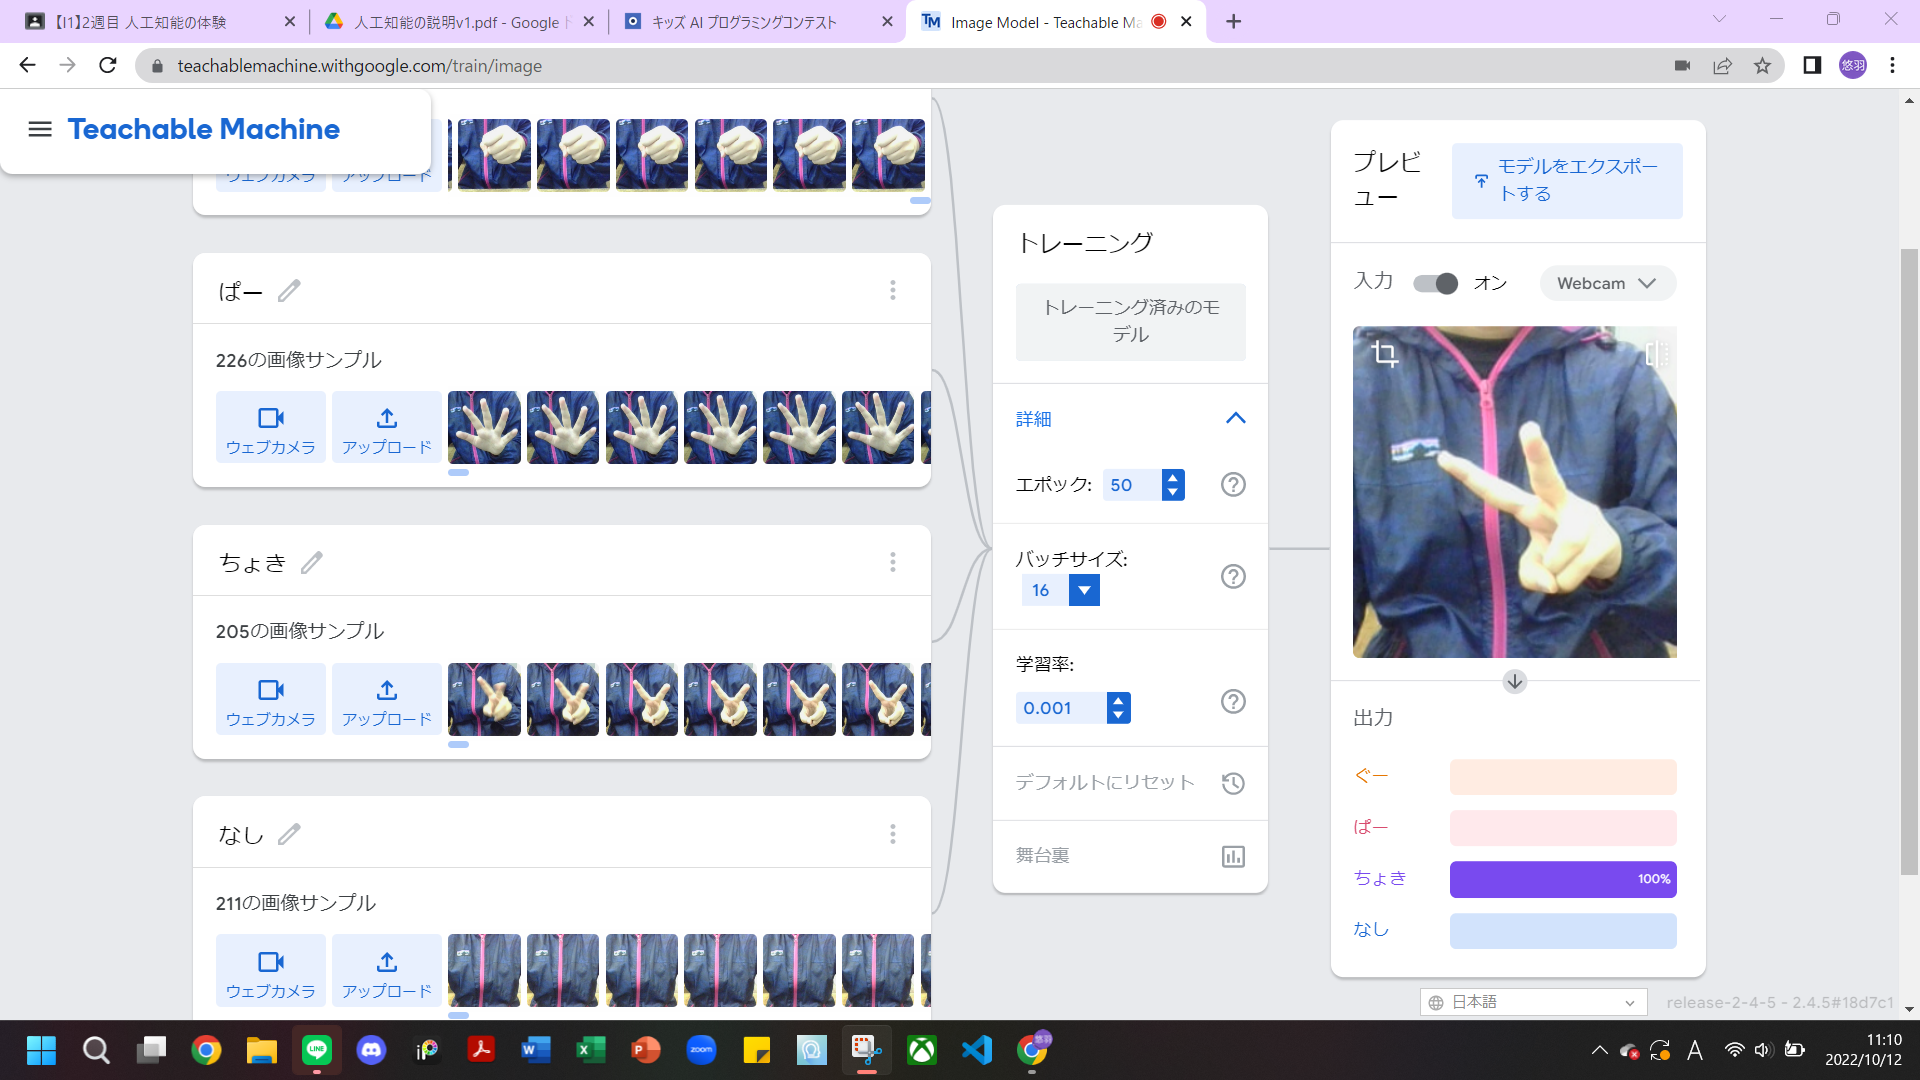 【I1】2週目 人工知能の体験
人工知能の説明v1.pdf - Google ド
キッズ AI プログラミングコンテスト
Image Model - Teachable Ma
teachablemachine.withgoogle.com/train/image
悠羽
Teachable Machine
ウェブカメラ
アップロード
ぱー
226の画像サンプル
ウェブカメラ
アップロード
ちょき
205の画像サンプル
ウェブカメラ
アップロード
なし
211の画像サンプル
ウェブカメラ
アップロード
トレーニング
トレーニング済みのモ
デル
詳細
エポック: 50
バッチサイズ:
16
学習率:
0.001
デフォルトにリセット
舞台裏
プレビ
ュー
モデルをエクスポー
トする
入力 オン Webcam
出力
ぐー
ぱー
ちょき 100%
なし
日本語
release-2-4-5 - 2.4.5#18d7c1
LINE
zoom
悠羽
A
11:10
2022/10/12